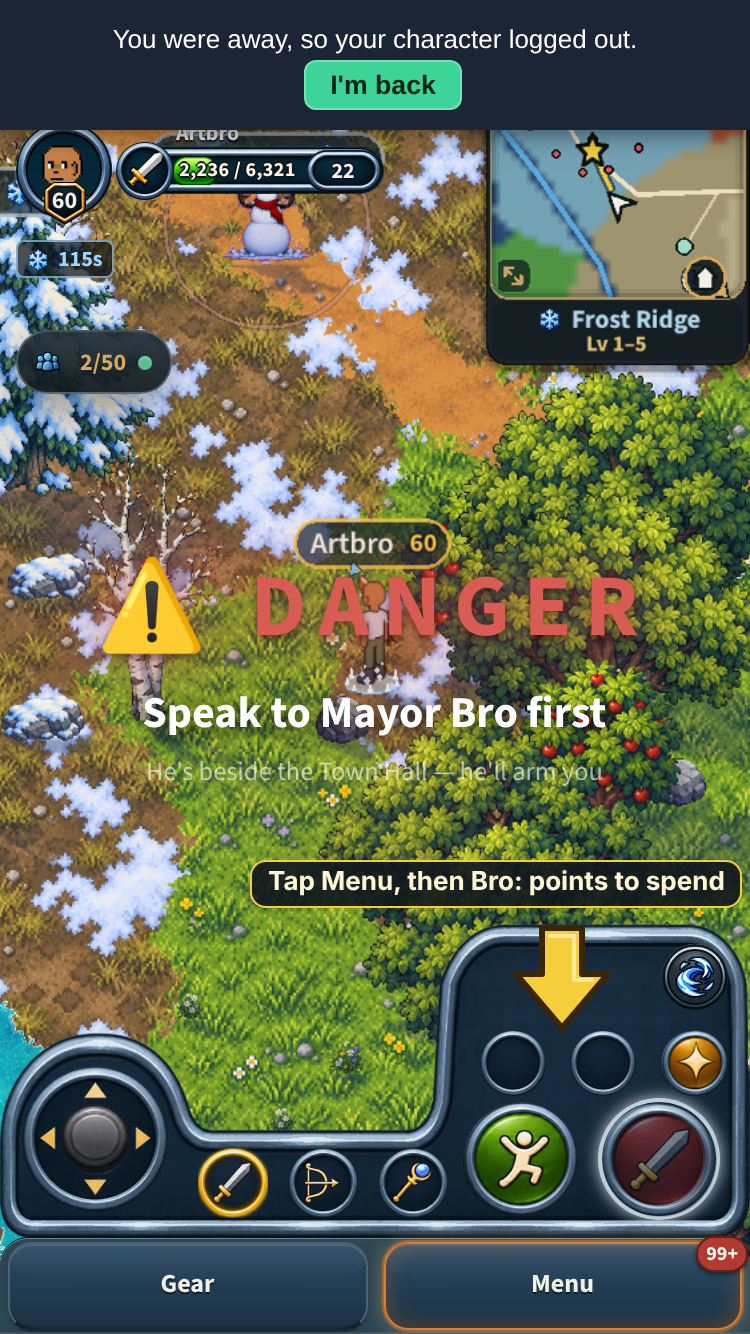 You were away, so your character logged out.
I'm back
Artbro
2,236 / 6,321
22
60
115s
2/50
Frost Ridge
Lv 1–5
Artbro 60
DANGER
Speak to Mayor Bro first
He's beside the Town Hall — he'll arm you
Tap Menu, then Bro: points to spend
Gear
Menu
99+